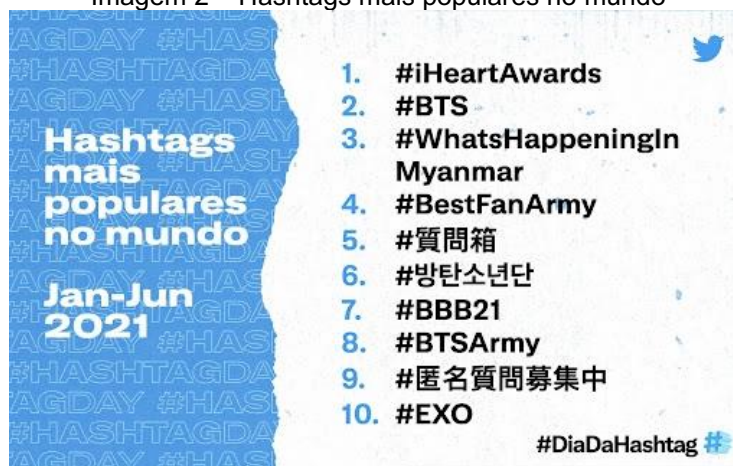 Imagem 2 – Hashtags mais populares no mundo
Hashtags
mais
populares
no mundo
Jan-Jun
2021
1. #iHeartAwards
2. #BTS
3. #WhatsHappeningIn
Myanmar
4. #BestFanArmy
5. #質問箱
6. #방탄소년단
7. #BBB21
8. #BTSArmy
9. #匿名質問募集中
10. #EXO
#DiaDaHashtag #